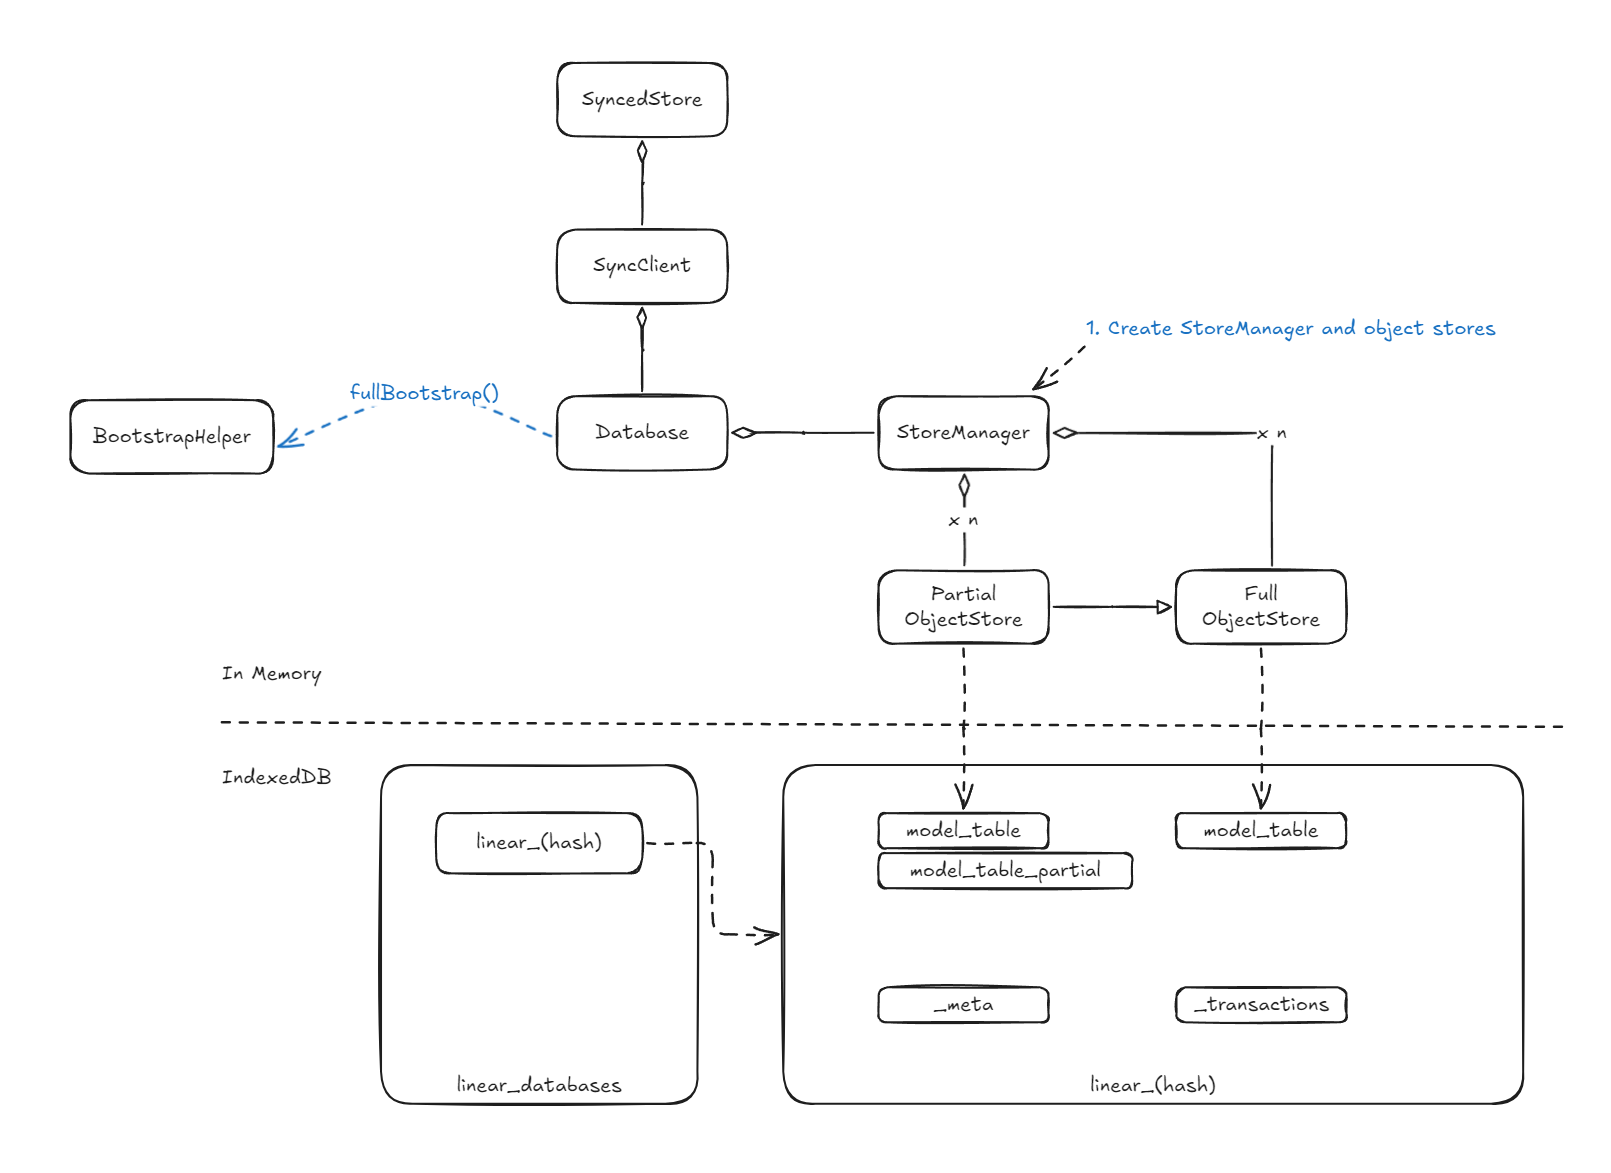 SyncedStore
SyncClient
1. Create StoreManager and object stores
fullBootstrap()
BootstrapHelper
Database
StoreManager
x n
x n
Partial
ObjectStore
Full
ObjectStore
In Memory
IndexedDB
linear_(hash)
model_table
model_table
model_table_partial
_meta
_transactions
linear_databases
linear_(hash)